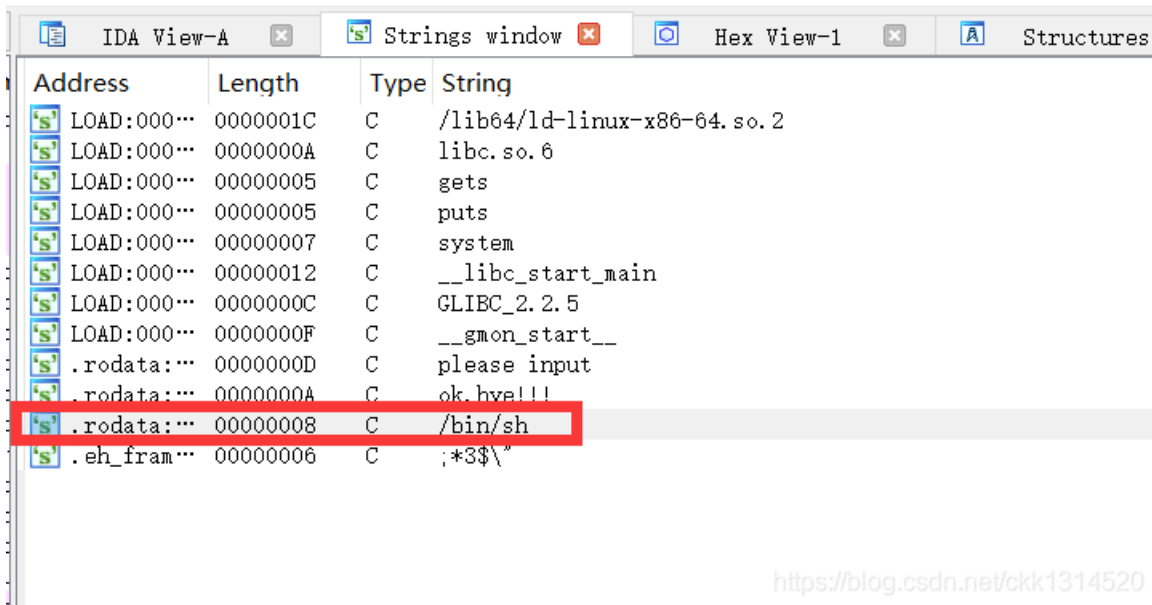 IDA View-A Strings window Hex View-1 Structures
Address Length Type String
LOAD:000… 0000001C C /lib64/ld-linux-x86-64.so.2
LOAD:000… 0000000A C libc.so.6
LOAD:000… 00000005 C gets
LOAD:000… 00000005 C puts
LOAD:000… 00000007 C system
LOAD:000… 00000012 C __libc_start_main
LOAD:000… 0000000C C GLIBC_2.2.5
LOAD:000… 0000000F C __gmon_start__
.rodata:… 0000000D C please input
.rodata:… 0000000A C ok,bye!!!
.rodata:… 00000008 C /bin/sh
.eh_fram… 00000006 C ;*3$\"
https://blog.csdn.net/ckk1314520